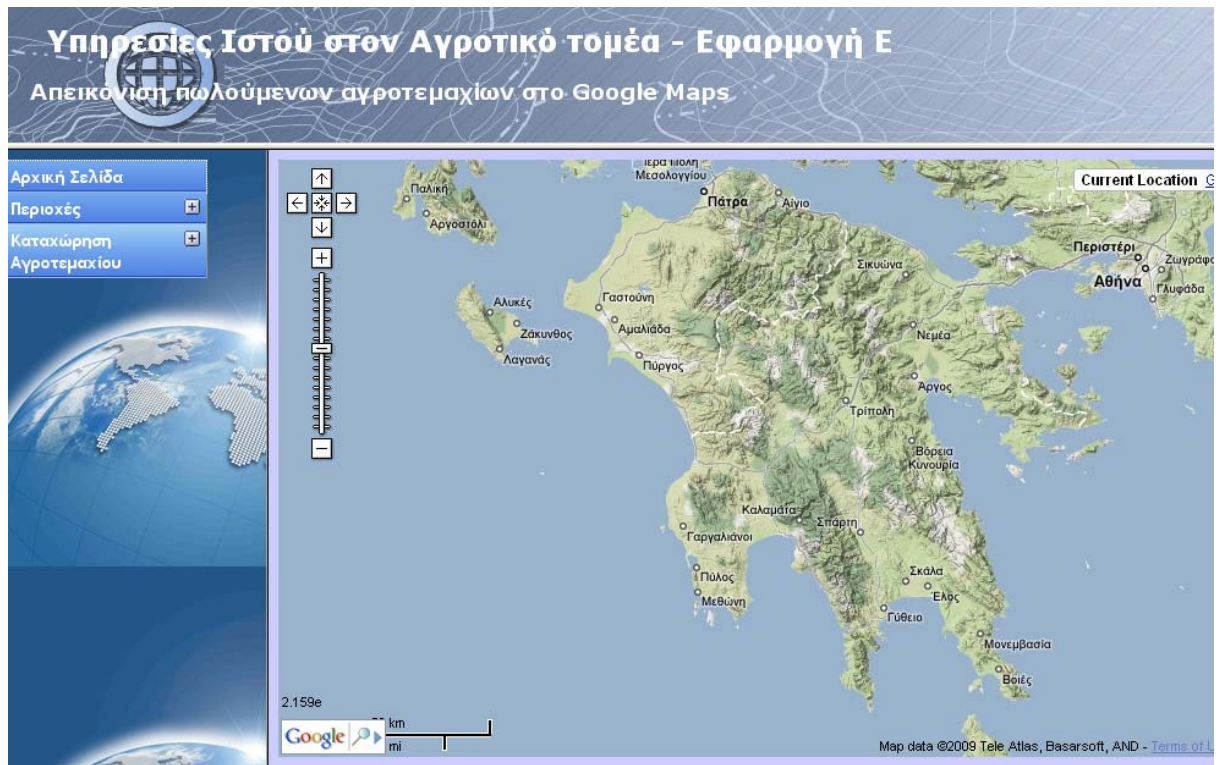 Υπηρεσίες Ιστού στον Αγροτικό τομέα - Εφαρμογή Ε
Απεικόνιση πωλούμενων αγροτεμαχίων στο Google Maps
Αρχική Σελίδα
Περιοχές
Καταχώρηση
Αγροτεμαχίου
Current Location
Ιερά Πόλη
Μεσολογγίου
Παλική
Αργοστόλι
Πάτρα
Αίγιο
Περιστέρι
Αθήνα
Γλυφάδα
Σικυώνα
Αλυκές
Ζάκυνθος
Λαγανάς
Γαστούνη
Αμαλιάδα
Πύργος
Νεμέα
Άργος
Τρίπολη
Βόρεια
Κυνουρία
Καλαμάτα
Σπάρτη
Γαργαλιάνοι
Πύλος
Μεθώνη
Σκάλα
Έλος
Γύθειο
Μονεμβασία
Βοιές
2.159e
km
mi
Google
Map data ©2009 Tele Atlas, Basarsoft, AND - Terms of